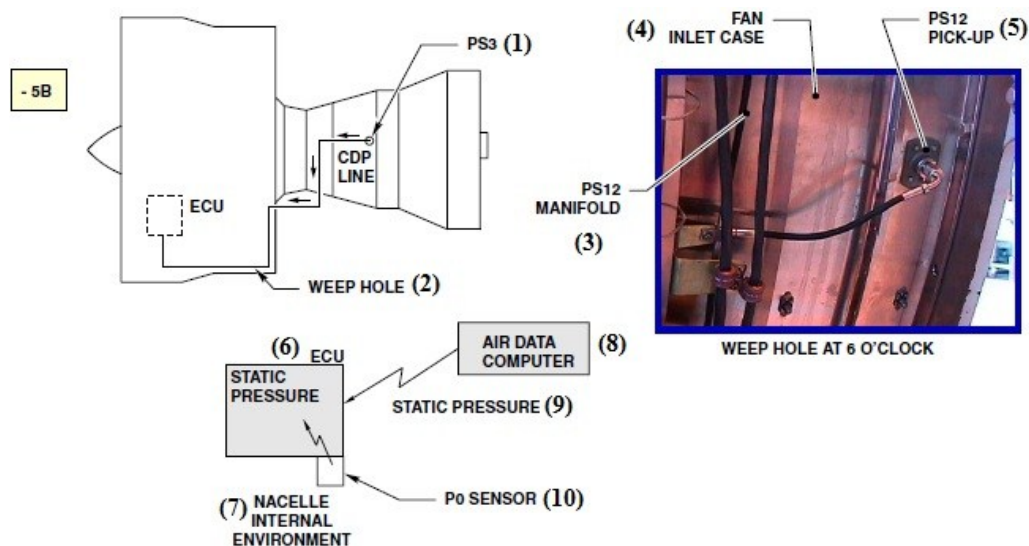 - 5B
PS3 (1)
CDP
LINE
ECU
WEEP HOLE (2)
(4) FAN
INLET CASE
PS12 (5)
PICK-UP
PS12
MANIFOLD
(3)
WEEP HOLE AT 6 O'CLOCK
(6) ECU
STATIC
PRESSURE
AIR DATA
COMPUTER
(8)
STATIC PRESSURE (9)
P0 SENSOR (10)
(7) NACELLE
INTERNAL
ENVIRONMENT